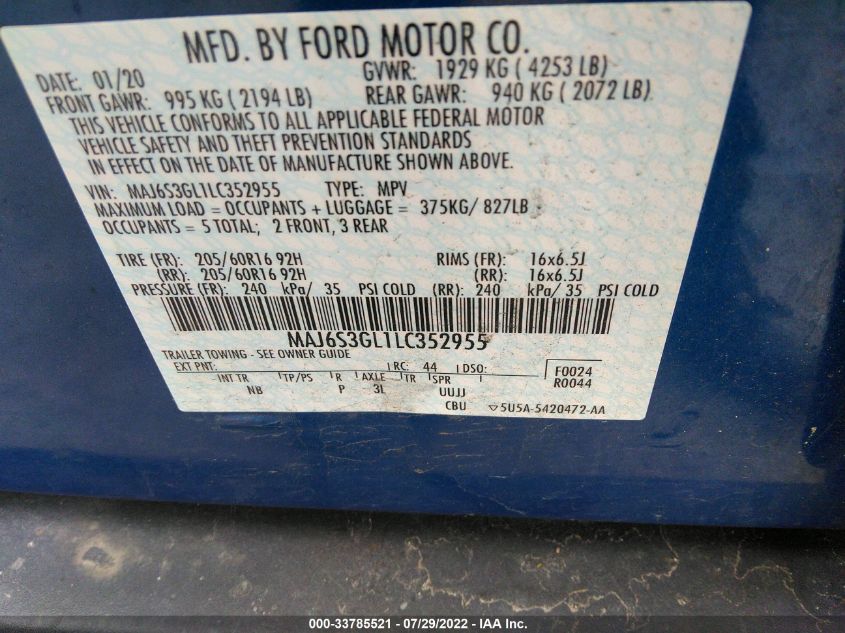 MFD. BY FORD MOTOR CO.
DATE: 01/20 GVWR: 1929 KG ( 4253 LB)
FRONT GAWR: 995 KG ( 2194 LB) REAR GAWR: 940 KG ( 2072 LB)
THIS VEHICLE CONFORMS TO ALL APPLICABLE FEDERAL MOTOR
VEHICLE SAFETY AND THEFT PREVENTION STANDARDS
IN EFFECT ON THE DATE OF MANUFACTURE SHOWN ABOVE.
VIN: MAJ6S3GL1LC352955 TYPE: MPV
MAXIMUM LOAD = OCCUPANTS + LUGGAGE = 375KG/ 827LB
OCCUPANTS = 5 TOTAL; 2 FRONT, 3 REAR
TIRE (FR): 205/60R16 92H RIMS (FR): 16x6.5J
(RR): 205/60R16 92H (RR): 16x6.5J
PRESSURE (FR): 240 kPa/ 35 PSI COLD (RR): 240 kPa/ 35 PSI COLD
MAJ6S3GL1LC352955
TRAILER TOWING - SEE OWNER GUIDE
EXT PNT: RC: 44 DSO: F0024
INT TR TP/PS R AXLE TR SPR R0044
NB P 3L UUJJ
CBU 5U5A-5420472-AA
000-33785521 - 07/29/2022 - IAA Inc.